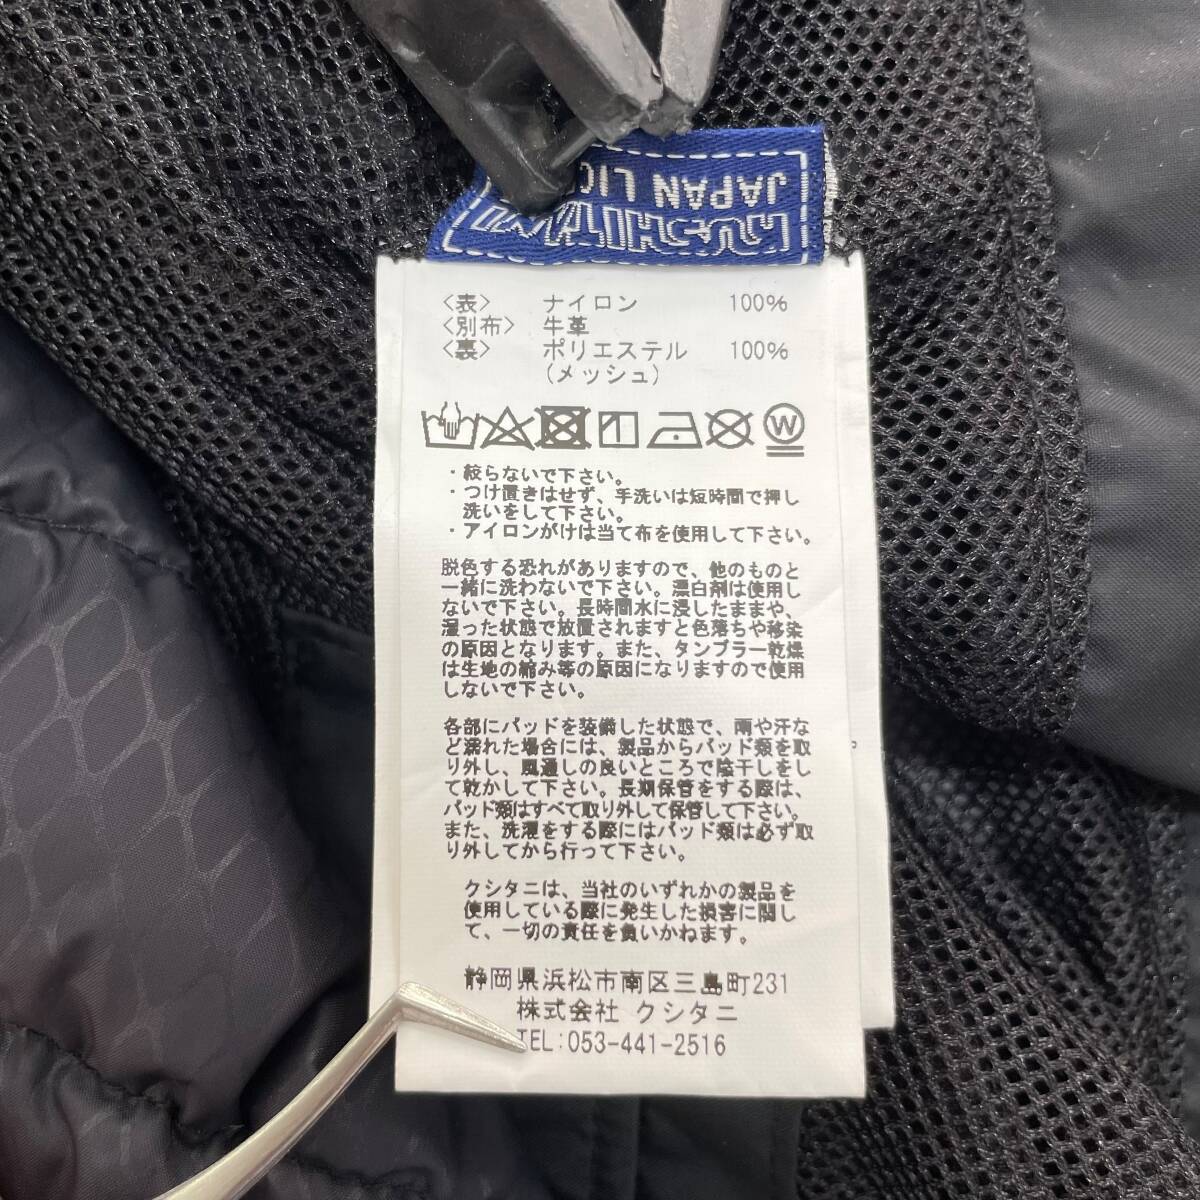 JAPAN
KUSHITANI
〈表〉 ナイロン 100%
〈別布〉 牛革
〈裏〉 ポリエステル 100%
(メッシュ)
W
・絞らないで下さい。
・つけ置きはせず、手洗いは短時間で押し
洗いをして下さい。
・アイロンがけは当て布を使用して下さい。
脱色する恐れがありますので、他のものと
一緒に洗わないで下さい。漂白剤は使用し
ないで下さい。長時間水に浸したままや、
湿った状態で放置されますと色落ちや移染
の原因となります。また、タンブラー乾燥
は生地の縮み等の原因になりますので使用
しないで下さい。
各部にパッドを装備した状態で、雨や汗な
ど濡れた場合には、製品からパッド類を取
り外し、風通しの良いところで陰干しをし
て乾かして下さい。長期保管をする際は、
パッド類はすべて取り外して保管して下さい。
また、洗濯をする際にはパッド類は必ず取
り外してから行って下さい。
クシタニは、当社のいずれかの製品を
使用している際に発生した損害に関し
て、一切の責任を負いかねます。
静岡県浜松市南区三島町231
株式会社 クシタニ
TEL:053-441-2516